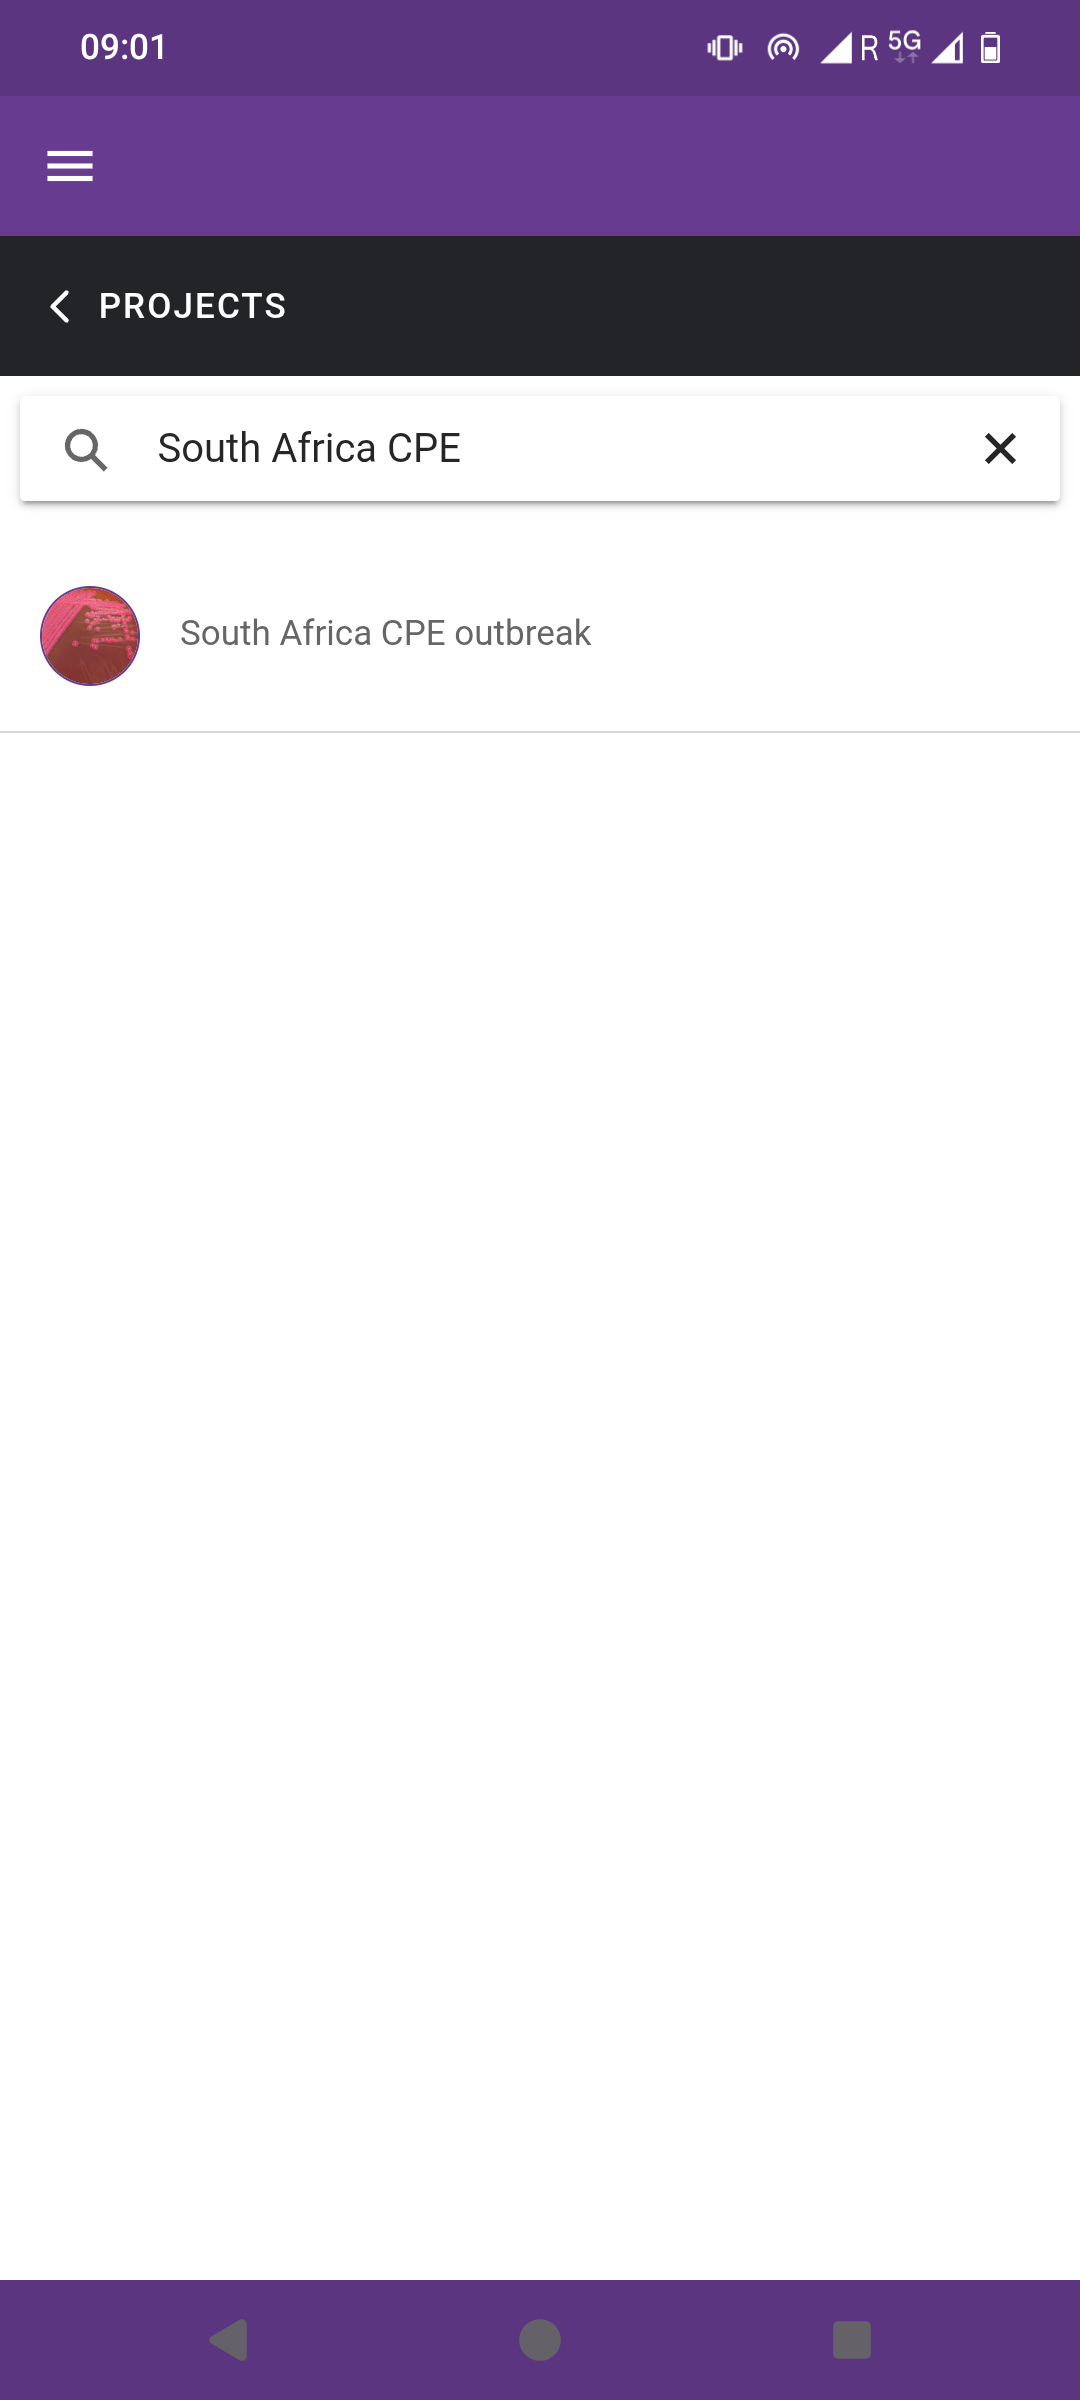 09:01
R 5G
PROJECTS
South Africa CPE
South Africa CPE outbreak